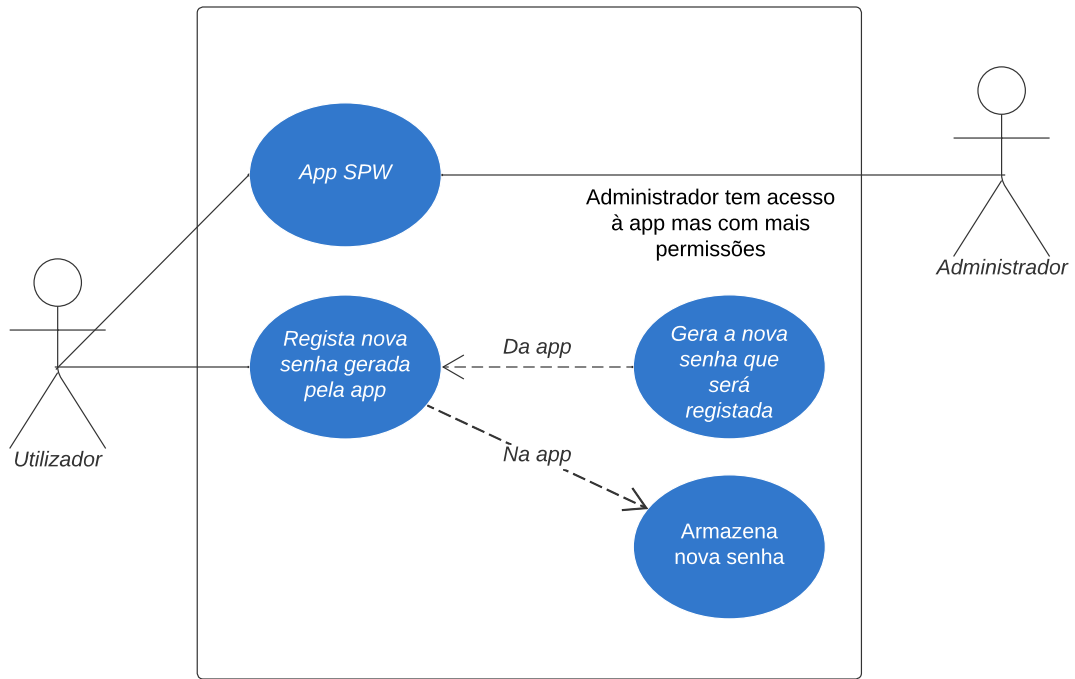 App SPW
Administrador tem acesso
à app mas com mais
permissões
Administrador
Regista nova
senha gerada
pela app
Da app
Gera a nova
senha que
será
registada
Utilizador
Na app
Armazena
nova senha